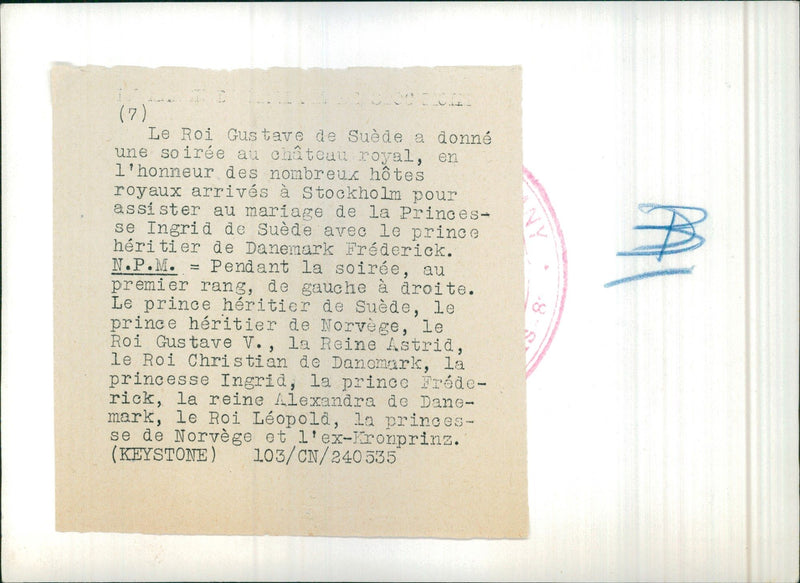 (7)
Le Roi Gustave de Suède a donné
une soirée au château royal, en
l'honneur des nombreux hôtes
royaux arrivés à Stockholm pour
assister au mariage de la Princes-
se Ingrid de Suède avec le prince
héritier de Danemark Fréderick.
N.P.M. = Pendant la soirée, au
premier rang, de gauche à droite.
Le prince héritier de Suède, le
prince héritier de Norvège, le
Roi Gustave V., la Reine Astrid,
le Roi Christian de Danemark, la
princesse Ingrid, la prince Fréde-
rick, la reine Alexandra de Dane-
mark, le Roi Léopold, la princes-
se de Norvège et l'ex-Kronprinz.
(KEYSTONE) 103/CN/240535
NY
8
B